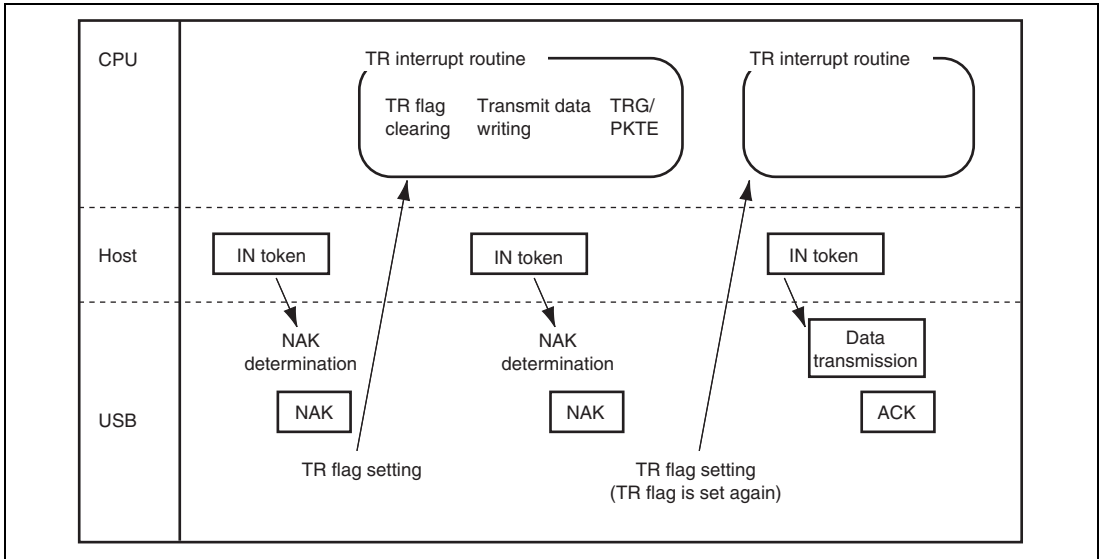 CPU
TR interrupt routine
TR flag clearing
Transmit data writing
TRG/ PKTE
TR interrupt routine
Host
IN token
IN token
IN token
USB
NAK determination
NAK
TR flag setting
NAK determination
NAK
TR flag setting
(TR flag is set again)
Data transmission
ACK